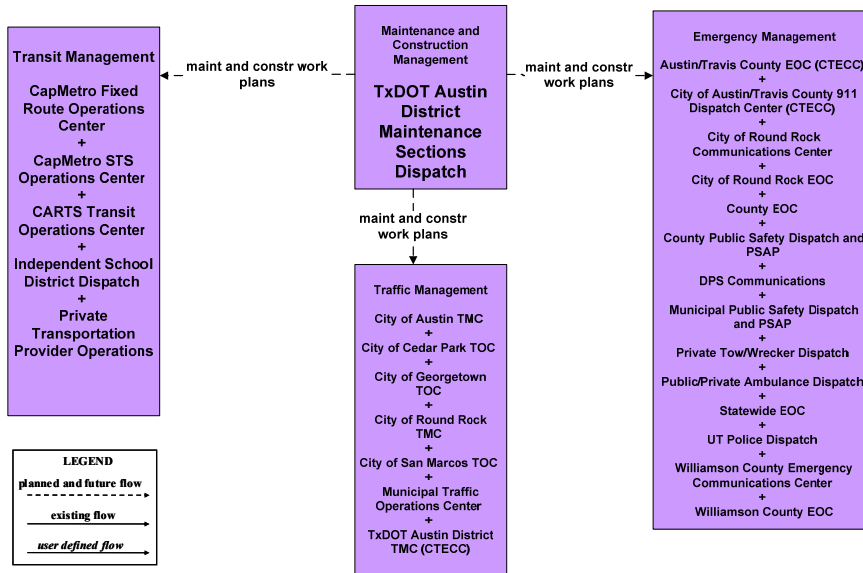 Transit Management
CapMetro Fixed
Route Operations
Center
+
CapMetro STS
Operations Center
+
CARTS Transit
Operations Center
+
Independent School
District Dispatch
+
Private
Transportation
Provider Operations
maint and constr work
plans
Maintenance and
Construction
Management
TxDOT Austin
District
Maintenance
Sections
Dispatch
maint and constr
work plans
maint and constr
work plans
Traffic Management
City of Austin TMC
+
City of Cedar Park TOC
+
City of Georgetown
TOC
+
City of Round Rock
TMC
+
City of San Marcos TOC
+
Municipal Traffic
Operations Center
+
TxDOT Austin District
TMC (CTECC)
Emergency Management
Austin/Travis County EOC (CTECC)
+
City of Austin/Travis County 911
Dispatch Center (CTECC)
+
City of Round Rock
Communications Center
+
City of Round Rock EOC
+
County EOC
+
County Public Safety Dispatch and
PSAP
+
DPS Communications
+
Municipal Public Safety Dispatch
and PSAP
+
Private Tow/Wrecker Dispatch
+
Public/Private Ambulance Dispatch
+
Statewide EOC
+
UT Police Dispatch
+
Williamson County Emergency
Communications Center
+
Williamson County EOC
LEGEND
planned and future flow
existing flow
user defined flow